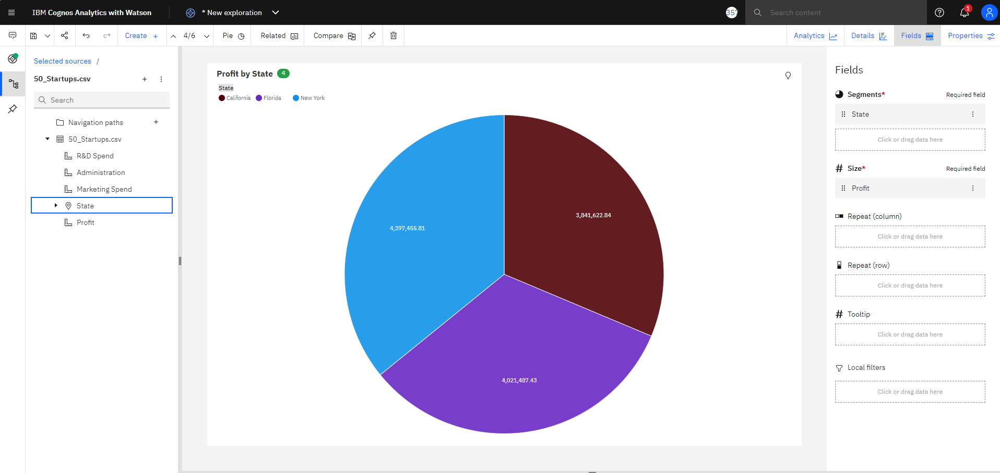 IBM Cognos Analytics with Watson
* New exploration
357
Search content
1
Create +
4/6
Pie
Related
Compare
Analytics
Details
Fields
Properties
Selected sources /
50_Startups.csv
Search
Navigation paths
50_Startups.csv
R&D Spend
Administration
Marketing Spend
State
Profit
Profit by State 4
State
California Florida New York
4,397,455.81
3,841,622.84
4,021,487.43
Fields
Segments* Required field
State
Click or drag data here
Size* Required field
Profit
Repeat (column)
Click or drag data here
Repeat (row)
Click or drag data here
Tooltip
Click or drag data here
Local filters
Click or drag data here